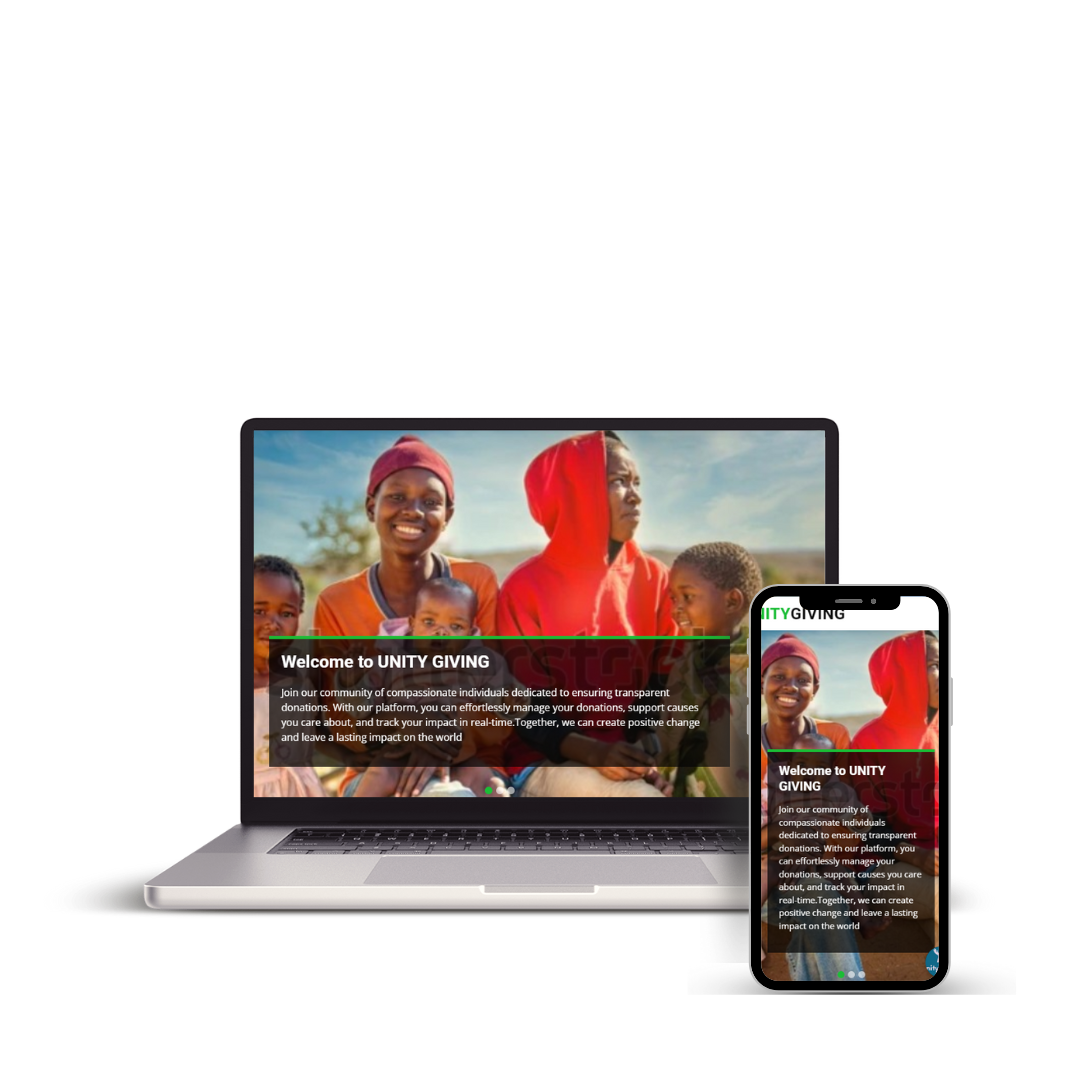 Welcome to UNITY GIVING
Join our community of compassionate individuals dedicated to ensuring transparent
donations. With our platform, you can effortlessly manage your donations, support causes
you care about, and track your impact in real-time.Together, we can create positive change
and leave a lasting impact on the world
NITYGIVING
Welcome to UNITY
GIVING
Join our community of
compassionate individuals
dedicated to ensuring transparent
donations. With our platform, you
can effortlessly manage your
donations, support causes you care
about, and track your impact in
real-time.Together, we can create
positive change and leave a lasting
impact on the world